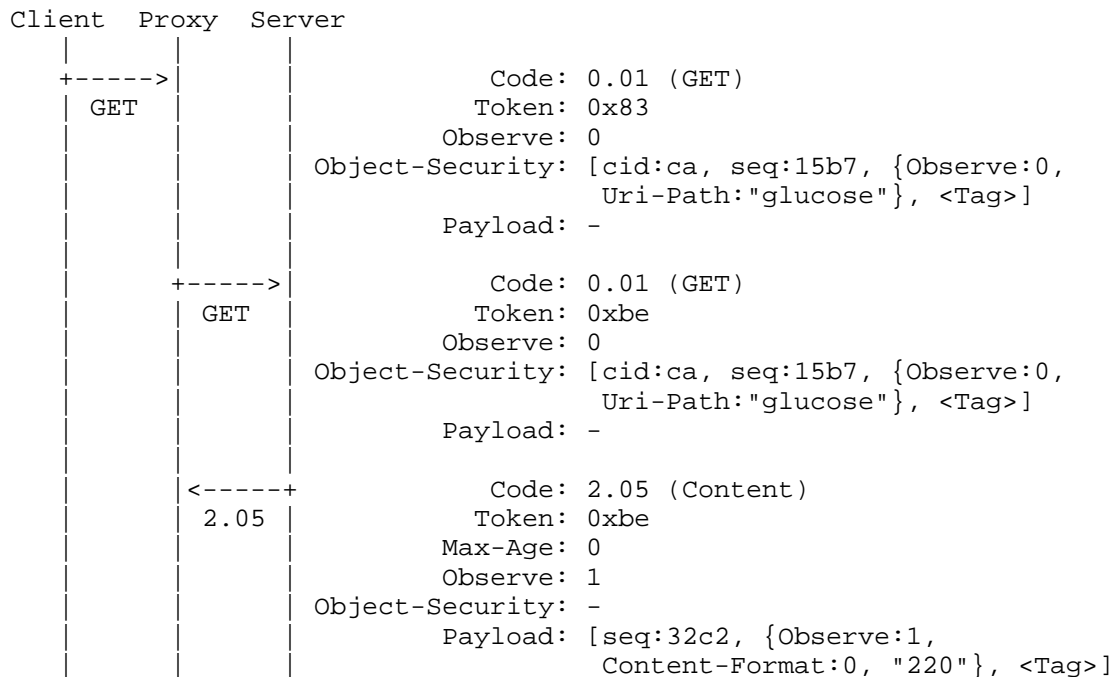 Client  Proxy  Server
   |      |      |
   +----->|      |            Code: 0.01 (GET)
   | GET  |      |           Token: 0x83
   |      |      |         Observe: 0
   |      |      | Object-Security: [cid:ca, seq:15b7, {Observe:0,
   |      |      |                   Uri-Path:"glucose"}, <Tag>]
   |      |      |         Payload: -
   |      |      |
   |      +----->|            Code: 0.01 (GET)
   |      | GET  |           Token: 0xbe
   |      |      |         Observe: 0
   |      |      | Object-Security: [cid:ca, seq:15b7, {Observe:0,
   |      |      |                   Uri-Path:"glucose"}, <Tag>]
   |      |      |         Payload: -
   |      |      |
   |      |<-----+            Code: 2.05 (Content)
   |      | 2.05 |           Token: 0xbe
   |      |      |         Max-Age: 0
   |      |      |         Observe: 1
   |      |      | Object-Security: -
   |      |      |         Payload: [seq:32c2, {Observe:1,
   |      |      |                   Content-Format:0, "220"}, <Tag>]